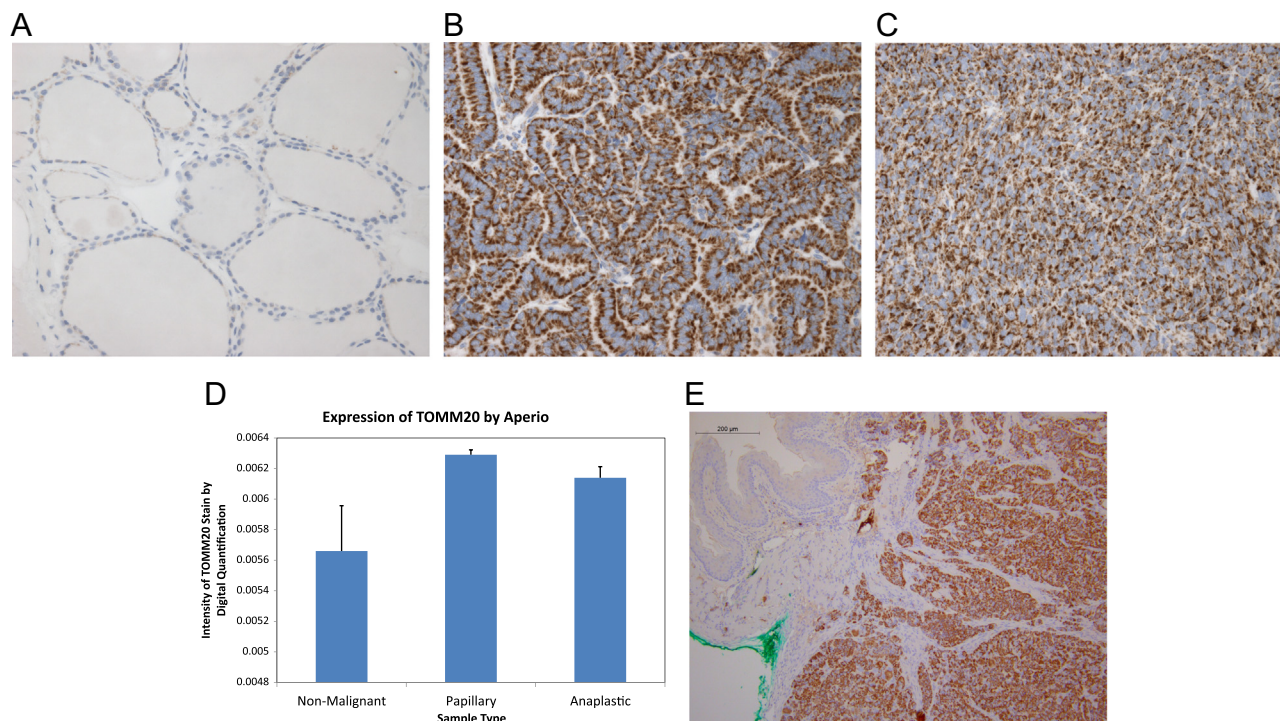 A
B
C
D
Expression of TOMM20 by Aperio
Intensity of TOMM20 Stain by
Digital Quantification
0.0064
0.0062
0.006
0.0058
0.0056
0.0054
0.0052
0.005
0.0048
Non-Malignant
Papillary
Anaplastic
Sample Type
E
200 µm